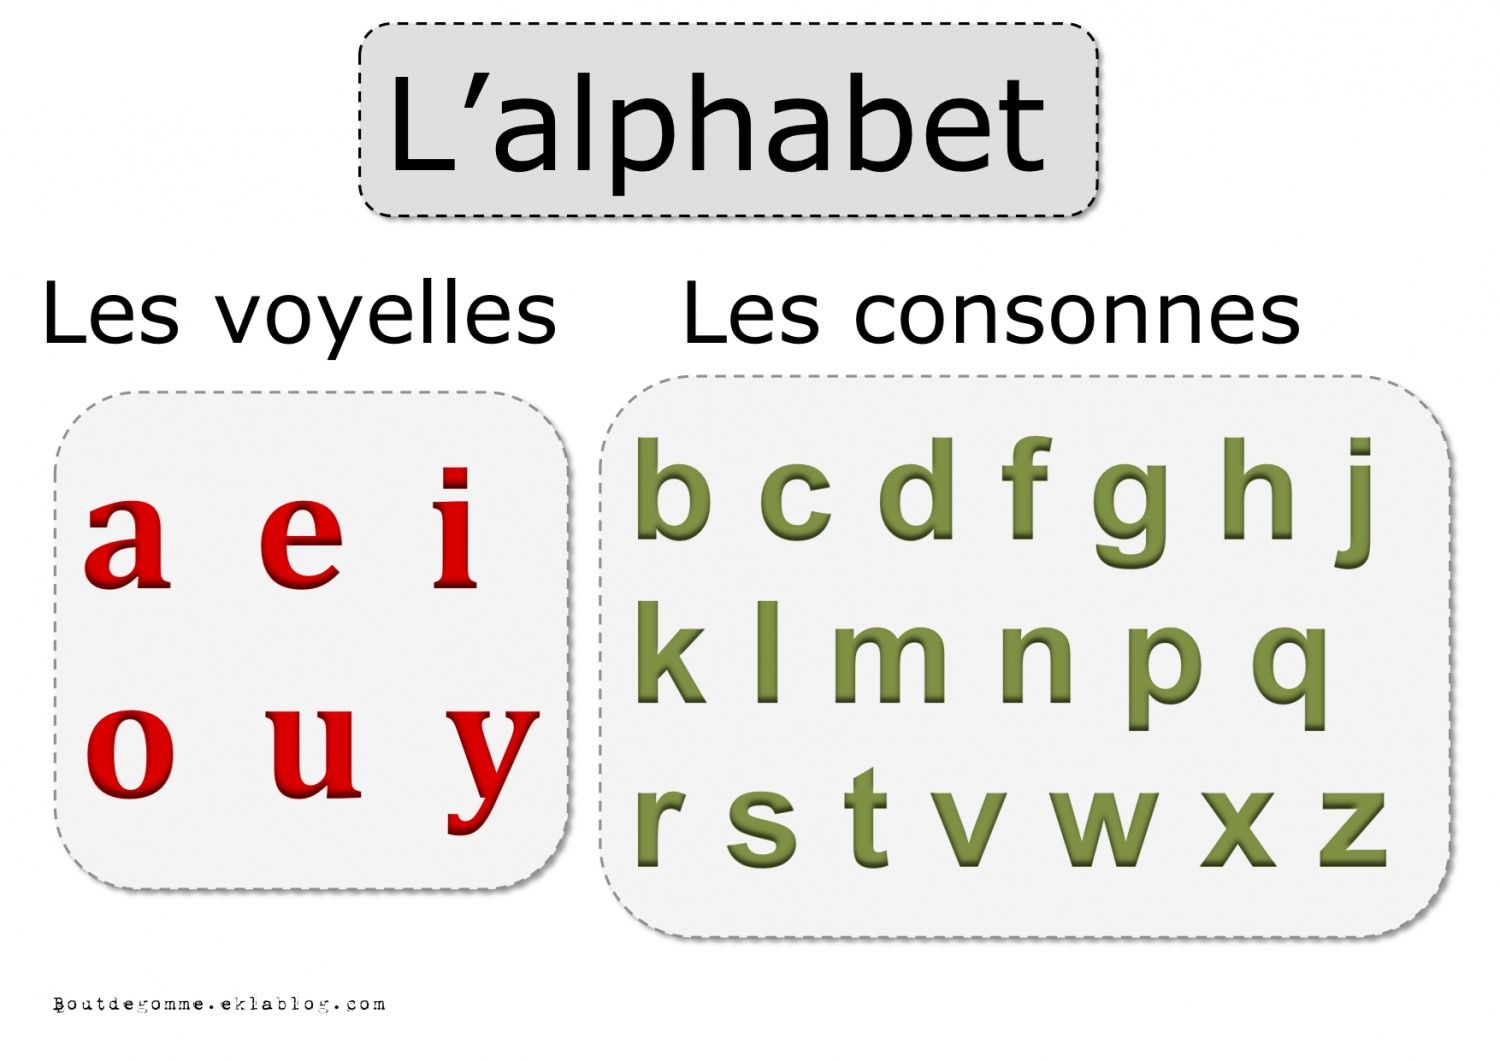 L’alphabet
Les voyelles
a e i
o u y
Les consonnes
b c d f g h j
k l m n p q
r s t v w x z
Boutdegomme.eklablog.com